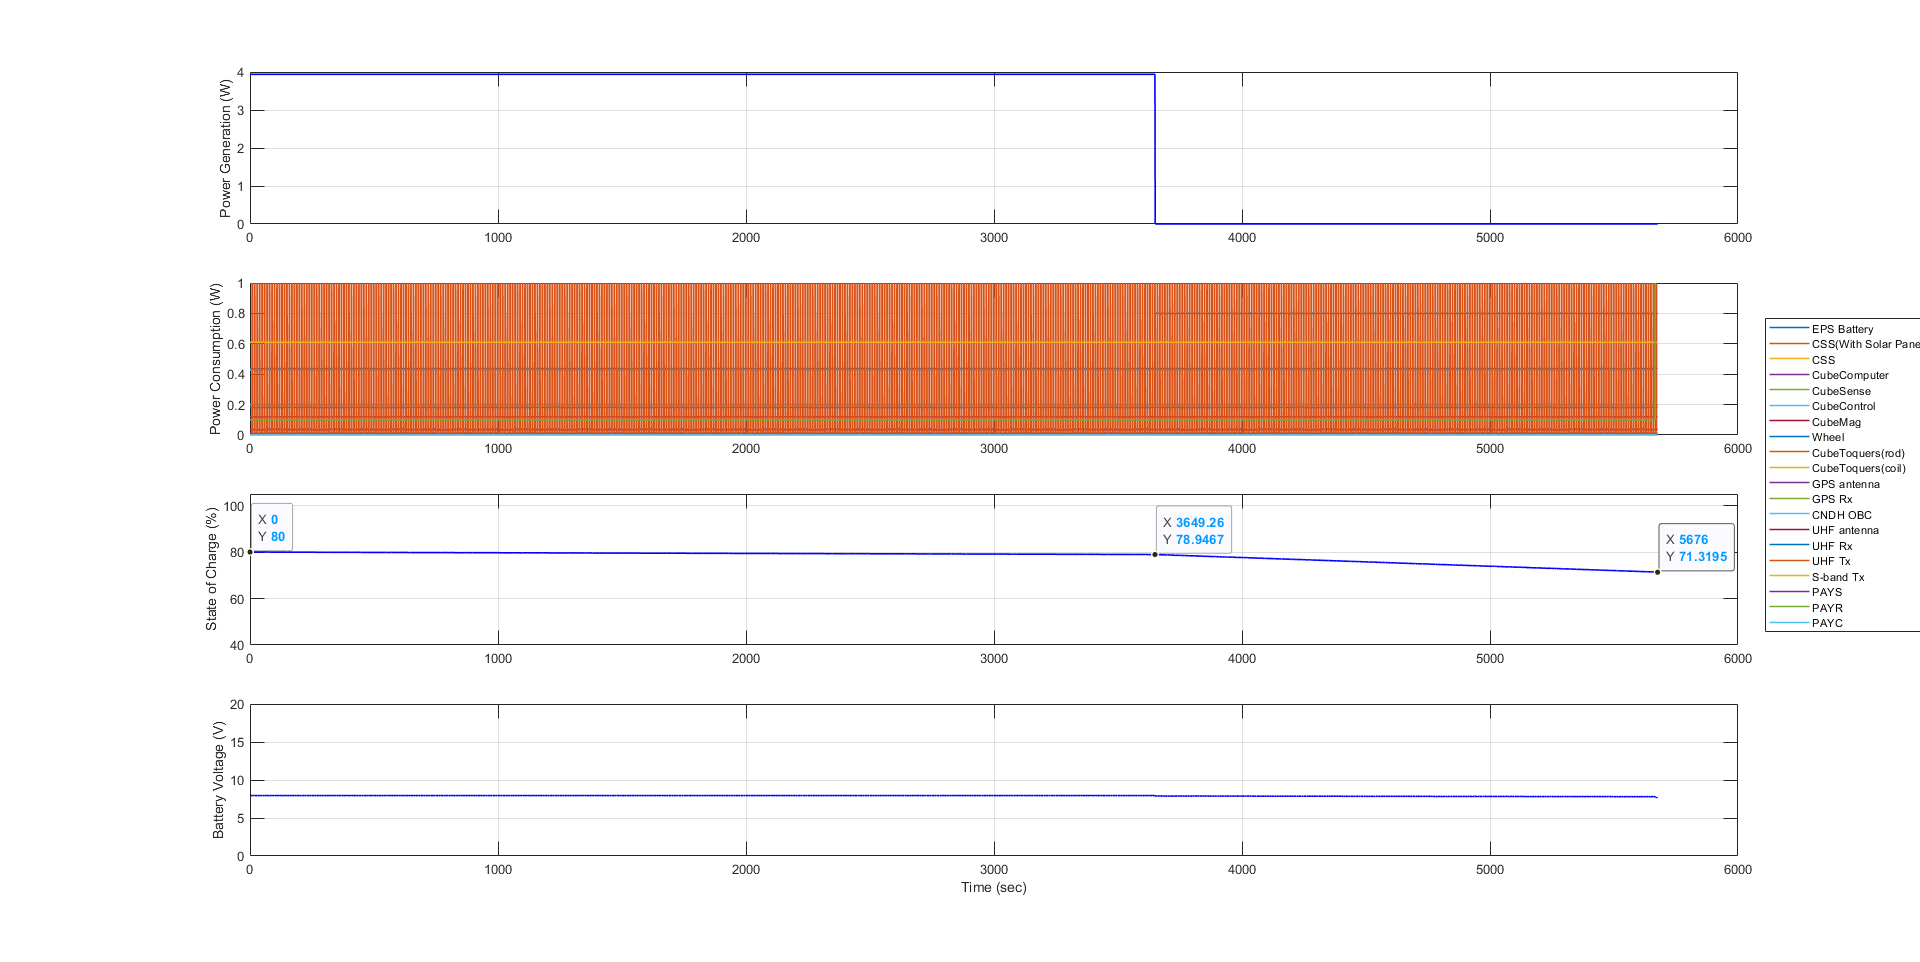 Power Generation (W)
4
3
2
1
0
0 1000 2000 3000 4000 5000 6000
Power Consumption (W)
1
0.8
0.6
0.4
0.2
0
0 1000 2000 3000 4000 5000 6000
State of Charge (%)
100
80
60
40
X 0
Y 80
X 3649.26
Y 78.9467
X 5676
Y 71.3195
0 1000 2000 3000 4000 5000 6000
Battery Voltage (V)
20
15
10
5
0
0 1000 2000 3000 4000 5000 6000
Time (sec)
EPS Battery
CSS(With Solar Pane
CSS
CubeComputer
CubeSense
CubeControl
CubeMag
Wheel
CubeToquers(rod)
CubeToquers(coil)
GPS antenna
GPS Rx
CNDH OBC
UHF antenna
UHF Rx
UHF Tx
S-band Tx
PAYS
PAYR
PAYC